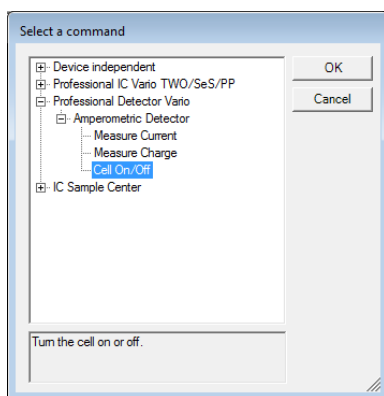 Select a command
Device independent
Professional IC Vario TWO/SeS/PP
Professional Detector Vario
Amperometric Detector
Measure Current
Measure Charge
Cell On/Off
IC Sample Center
OK
Cancel
Turn the cell on or off.